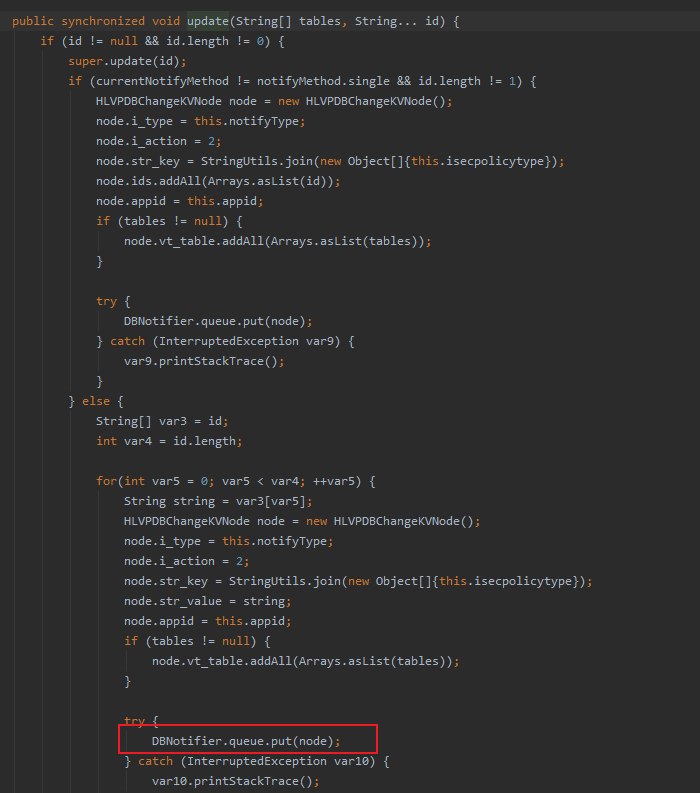 public synchronized void update(String[] tables, String... id) {
if (id != null && id.length != 0) {
super.update(id);
if (currentNotifyMethod != notifyMethod.single && id.length != 1) {
HLVPDBChangeKVNode node = new HLVPDBChangeKVNode();
node.i_type = this.notifyType;
node.i_action = 2;
node.str_key = StringUtils.join(new Object[]{this.isecpolicytype});
node.ids.addAll(Arrays.asList(id));
node.appid = this.appid;
if (tables != null) {
node.vt_table.addAll(Arrays.asList(tables));
}
try {
DBNotifier.queue.put(node);
} catch (InterruptedException var9) {
var9.printStackTrace();
}
} else {
String[] var3 = id;
int var4 = id.length;
for(int var5 = 0; var5 < var4; ++var5) {
String string = var3[var5];
HLVPDBChangeKVNode node = new HLVPDBChangeKVNode();
node.i_type = this.notifyType;
node.i_action = 2;
node.str_key = StringUtils.join(new Object[]{this.isecpolicytype});
node.str_value = string;
node.appid = this.appid;
if (tables != null) {
node.vt_table.addAll(Arrays.asList(tables));
}
try {
DBNotifier.queue.put(node);
} catch (InterruptedException var10) {
var10.printStackTrace();